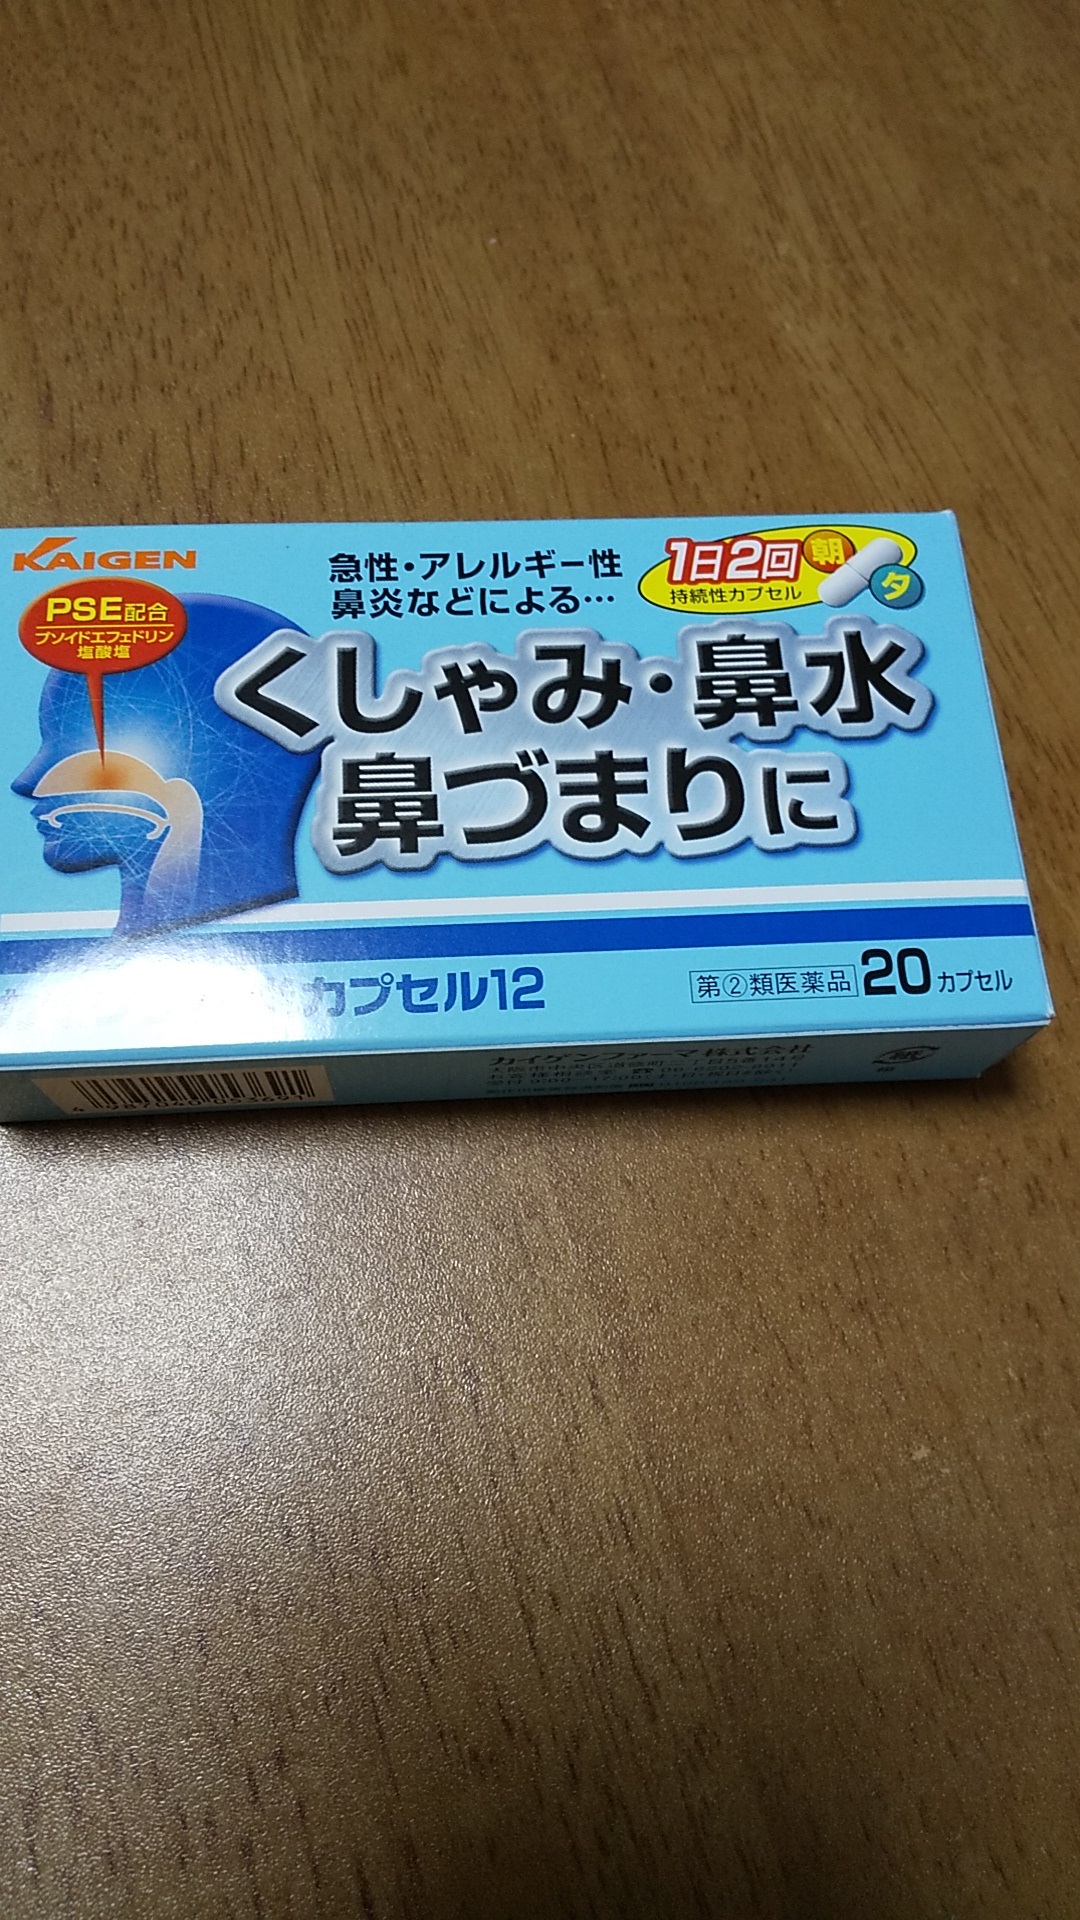 KAIGEN
急性・アレルギー性
鼻炎などによる…
1日2回
持続性カプセル
朝
夕
PSE配合
プソイドエフェドリン
塩酸塩
くしゃみ・鼻水
鼻づまりに
カプセル12
第②類医薬品 20カプセル
カイゲンファーマ株式会社